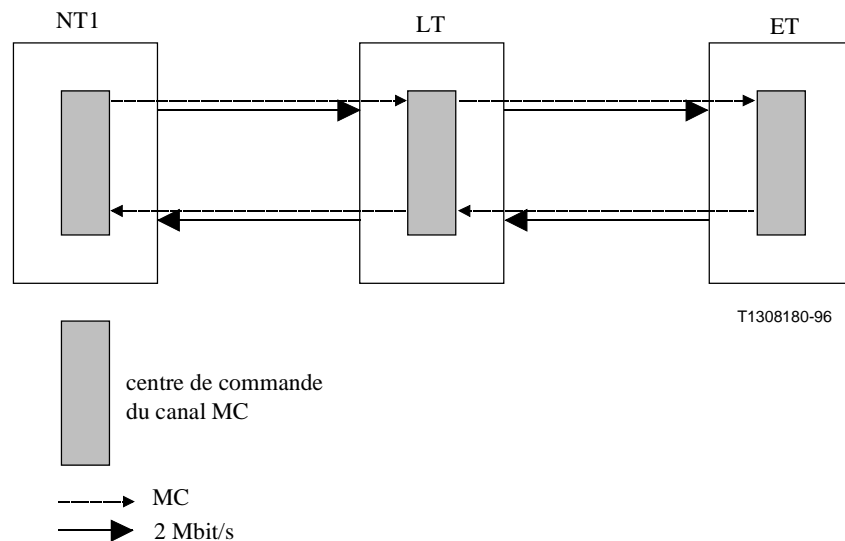 NT1
LT
ET
T1308180-96
centre de commande
du canal MC
MC
2 Mbit/s